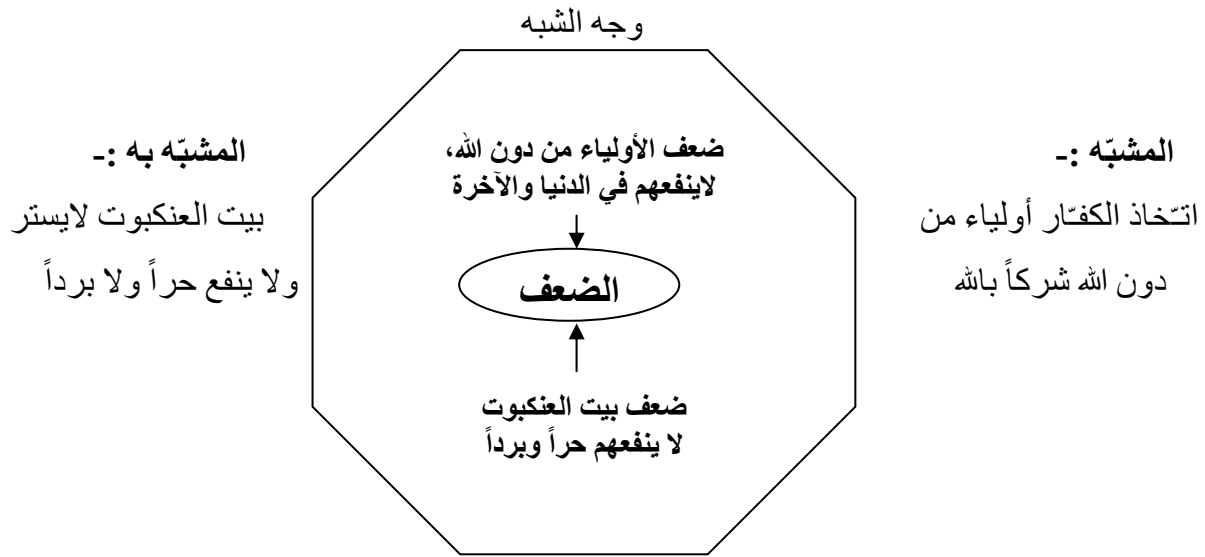 وجه الشبه
المشبّه :-
اتـّخاذ الكفـّار أولياء من
دون الله شركاً بالله
ضعف الأولياء من دون الله،
لاينفعهم في الدنيا والآخرة
الضعف
ضعف بيت العنكبوت
لا ينفعهم حراً وبرداً
المشبّه به :-
بيت العنكبوت لايستر
ولا ينفع حراً ولا برداً